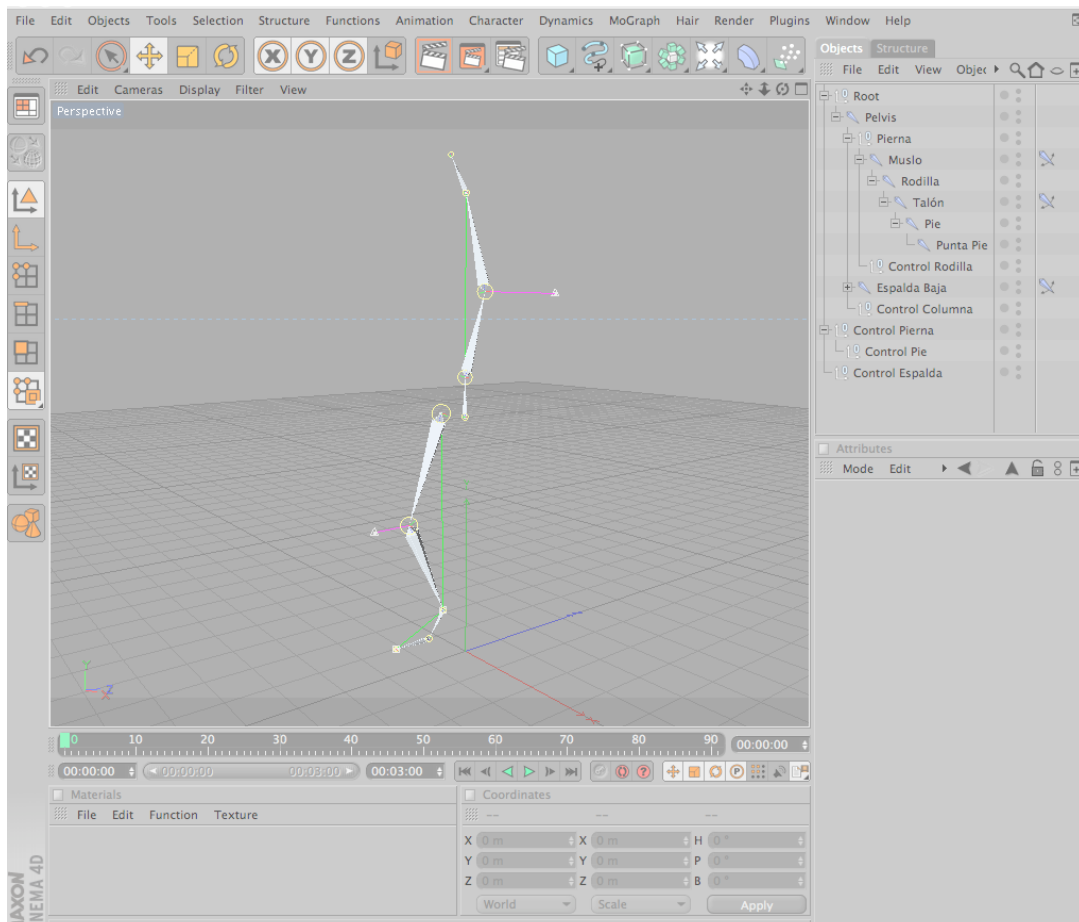 File Edit Objects Tools Selection Structure Functions Animation Character Dynamics MoGraph Hair Render Plugins Window Help
Objects Structure
File Edit View Objec
Edit Cameras Display Filter View
Perspective
Root
Pelvis
Pierna
Muslo
Rodilla
Talón
Pie
Punta Pie
Control Rodilla
Espalda Baja
Control Columna
Control Pierna
Control Pie
Control Espalda
Attributes
Mode Edit
X Y Z
Y
Y Z X
0 10 20 30 40 50 60 70 80 90 00:00:00
00:00:00 00:00:00 00:03:00 00:03:00 P
Materials
File Edit Function Texture
Coordinates
-- -- --
X 0 m X 0 m H 0 °
Y 0 m Y 0 m P 0 °
Z 0 m Z 0 m B 0 °
World Scale Apply
AXON
NEMA 4D